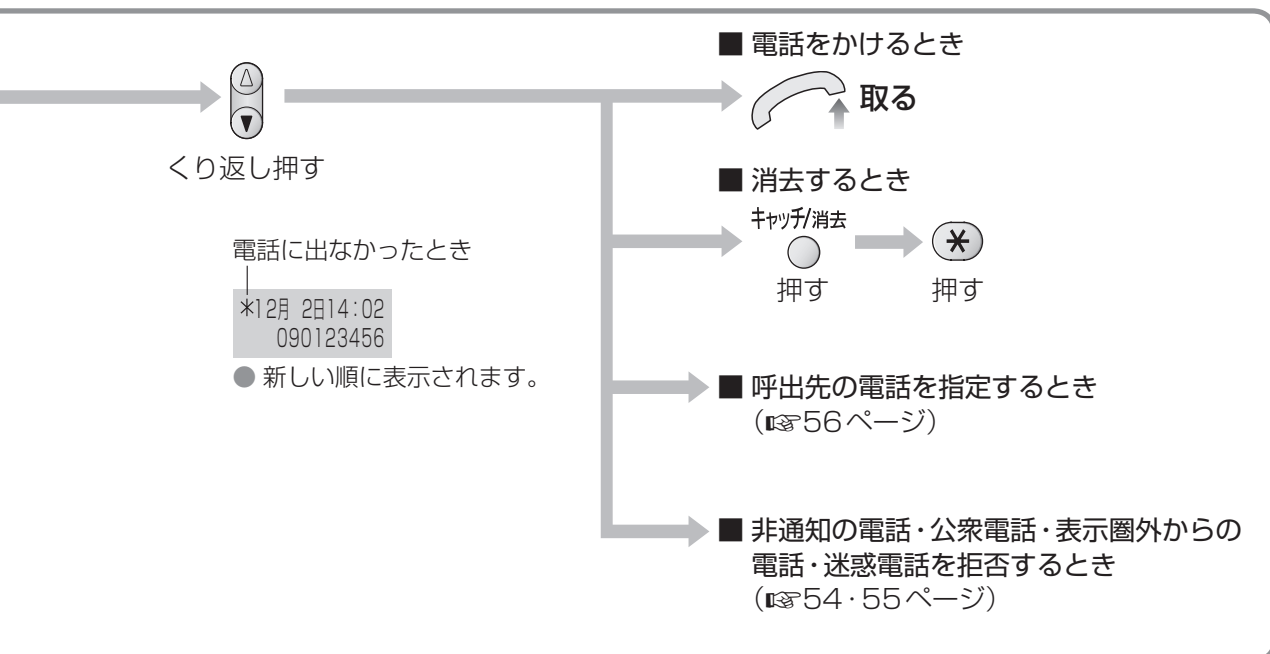 くり返し押す
電話に出なかったとき
*12月 2日14:02
090123456
● 新しい順に表示されます。
■ 電話をかけるとき
取る
■ 消去するとき
キャッチ/消去
押す 押す
■ 呼出先の電話を指定するとき
(☞56ページ)
■ 非通知の電話・公衆電話・表示圏外からの
電話・迷惑電話を拒否するとき
(☞54・55ページ)